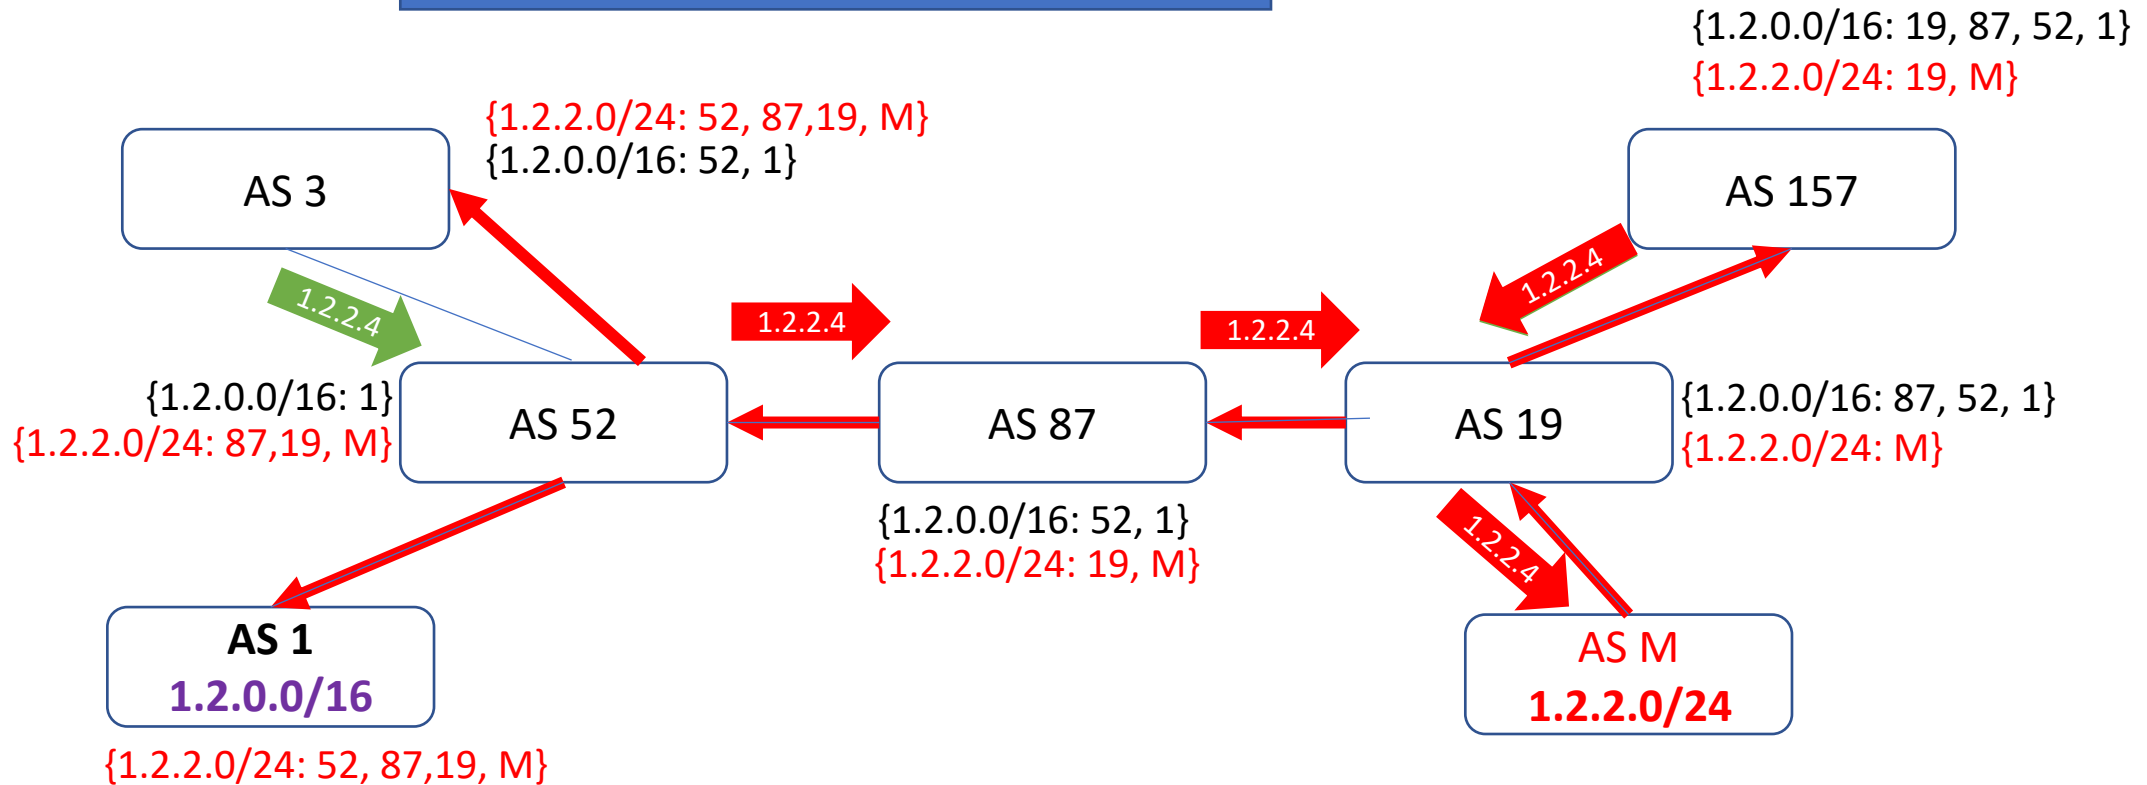 {1.2.0.0/16: 19, 87, 52, 1}
{1.2.2.0/24: 19, M}
{1.2.2.0/24: 52, 87,19, M}
{1.2.0.0/16: 52, 1}
AS 3
AS 157
1.2.2.4
1.2.2.4
1.2.2.4
1.2.2.4
{1.2.0.0/16: 1}
{1.2.2.0/24: 87,19, M}
AS 52
AS 87
AS 19
{1.2.0.0/16: 87, 52, 1}
{1.2.2.0/24: M}
{1.2.0.0/16: 52, 1}
{1.2.2.0/24: 19, M}
1.2.2.4
AS 1
1.2.0.0/16
AS M
1.2.2.0/24
{1.2.2.0/24: 52, 87,19, M}